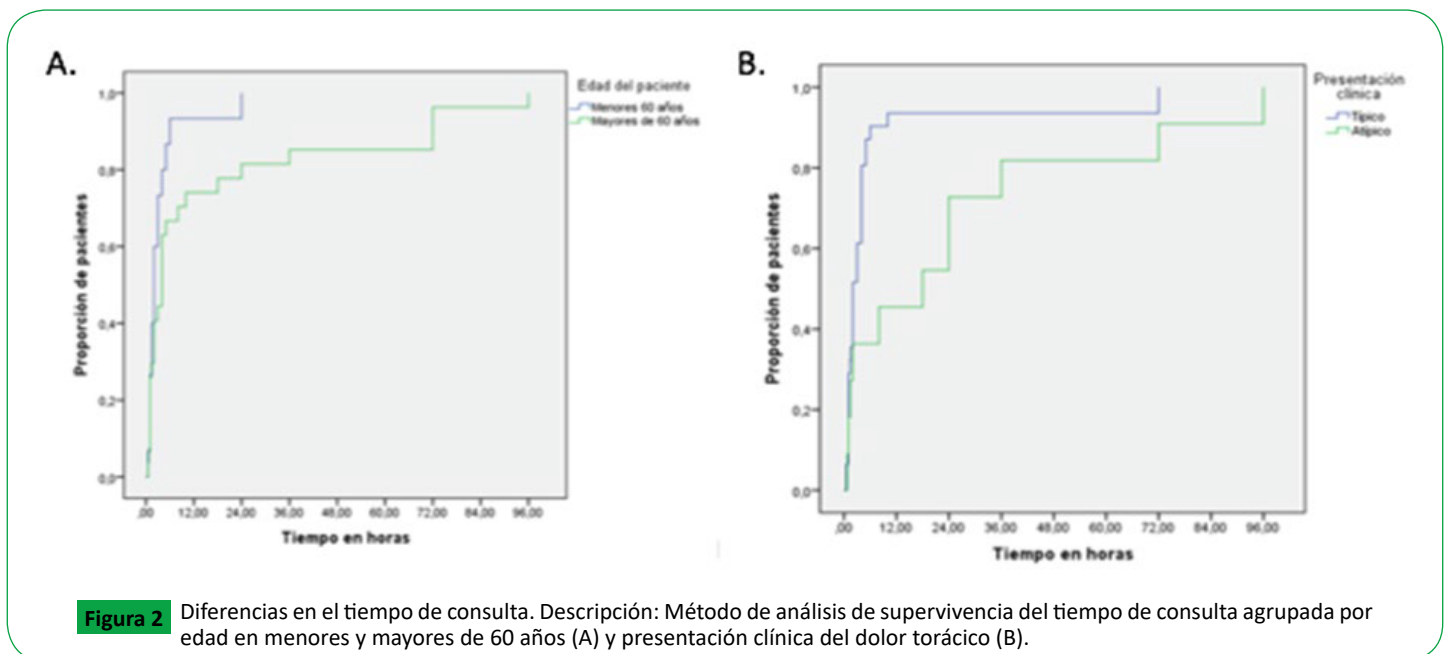 A.
Edad del paciente
Menores 60 años
Mayores de 60 años
1,0
0,8
0,6
0,4
0,2
0,0
Proporción de pacientes
,00 12,00 24,00 36,00 48,00 60,00 72,00 84,00 96,00
Tiempo en horas
B.
Presentación
clínica
Típico
Atípico
1,0
0,8
0,6
0,4
0,2
0,0
Proporción de pacientes
,00 12,00 24,00 36,00 48,00 60,00 72,00 84,00 96,00
Tiempo en horas
Figura 2 Diferencias en el tiempo de consulta. Descripción: Método de análisis de supervivencia del tiempo de consulta agrupada por
edad en menores y mayores de 60 años (A) y presentación clínica del dolor torácico (B).